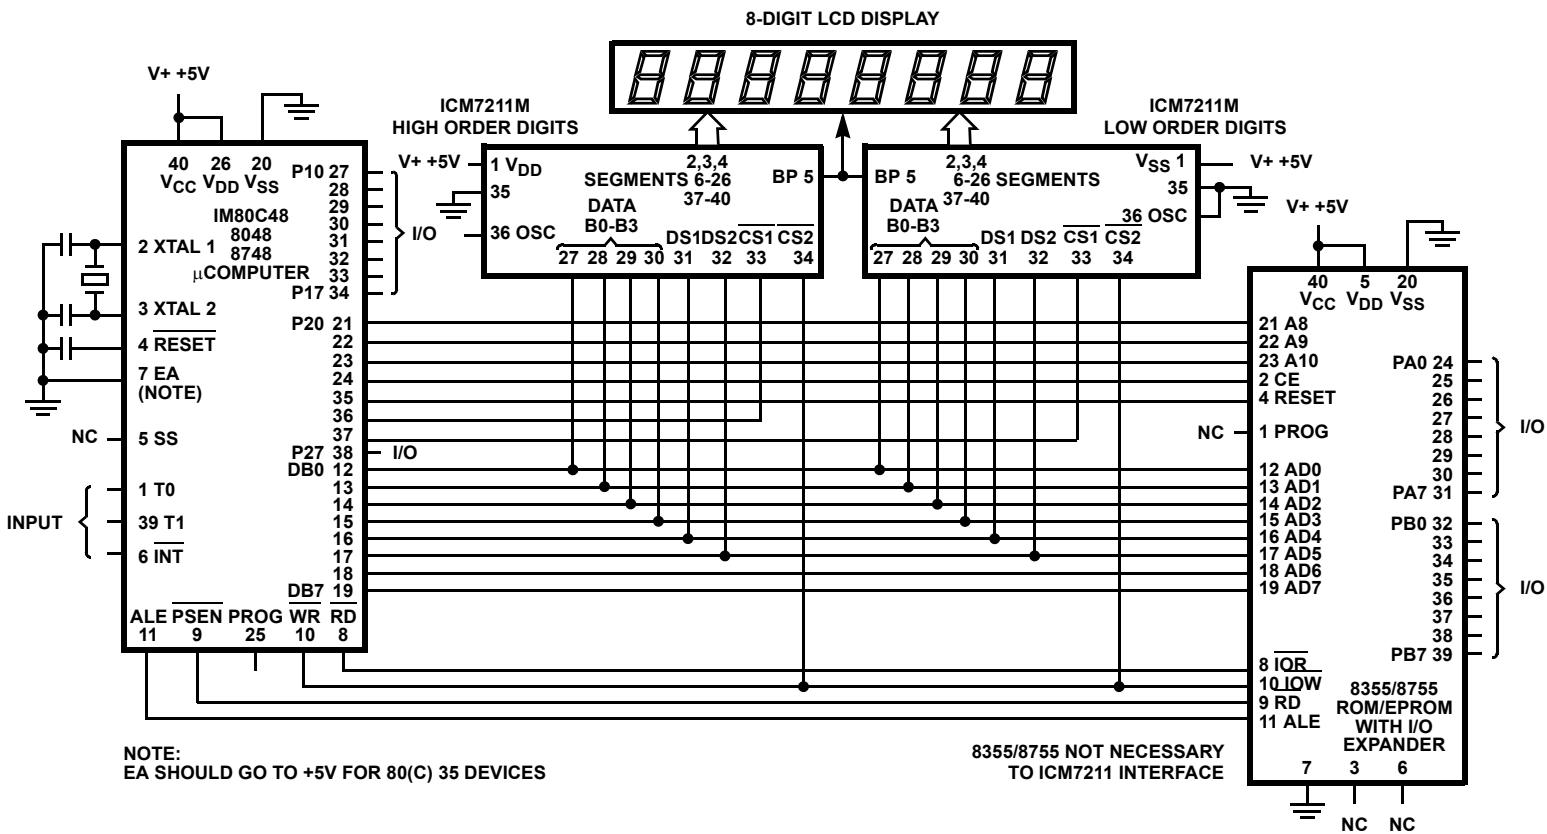 8-DIGIT LCD DISPLAY
V+ +5V
40 26 20
VCC VDD VSS
IM80C48
8048
8748
µCOMPUTER
2 XTAL 1
3 XTAL 2
4 RESET
7 EA
(NOTE)
NC
5 SS
INPUT
1 T0
39 T1
6 INT
P10 27
28
29
30
31
32
33
P17 34
I/O
P20 21
22
23
24
35
36
37
P27 38
I/O
DB0 12
13
14
15
16
17
18
DB7 19
ALE PSEN PROG WR RD
11 9 25 10 8
ICM7211M
HIGH ORDER DIGITS
V+ +5V
1 VDD
35
36 OSC
2,3,4
SEGMENTS 6-26
37-40
BP 5
DATA
B0-B3
DS1 DS2 CS1 CS2
27 28 29 30 31 32 33 34
ICM7211M
LOW ORDER DIGITS
BP 5
2,3,4
6-26 SEGMENTS
37-40
VSS 1
V+ +5V
35
36 OSC
DATA
B0-B3
DS1 DS2 CS1 CS2
27 28 29 30 31 32 33 34
V+ +5V
40 5 20
VCC VDD VSS
21 A8
22 A9
23 A10
2 CE
4 RESET
NC
1 PROG
12 AD0
13 AD1
14 AD2
15 AD3
16 AD4
17 AD5
18 AD6
19 AD7
8 IOR
10 IOW
9 RD
11 ALE
PA0 24
25
26
27
28
29
30
PA7 31
I/O
PB0 32
33
34
35
36
37
38
PB7 39
I/O
8355/8755
ROM/EPROM
WITH I/O
EXPANDER
7 3 6
NC NC
NOTE:
EA SHOULD GO TO +5V FOR 80(C) 35 DEVICES
8355/8755 NOT NECESSARY
TO ICM7211 INTERFACE